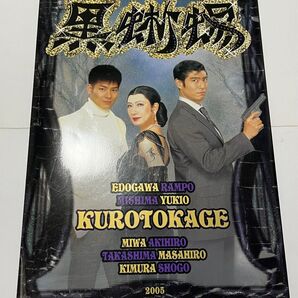 黒蜥蜴
EDOGAWA RAMPO
MISHIMA YUKIO
KUROTOKAGE
MIWA AKIHIRO
TAKASHIMA MASAHIRO
KIMURA SHOGO
2005